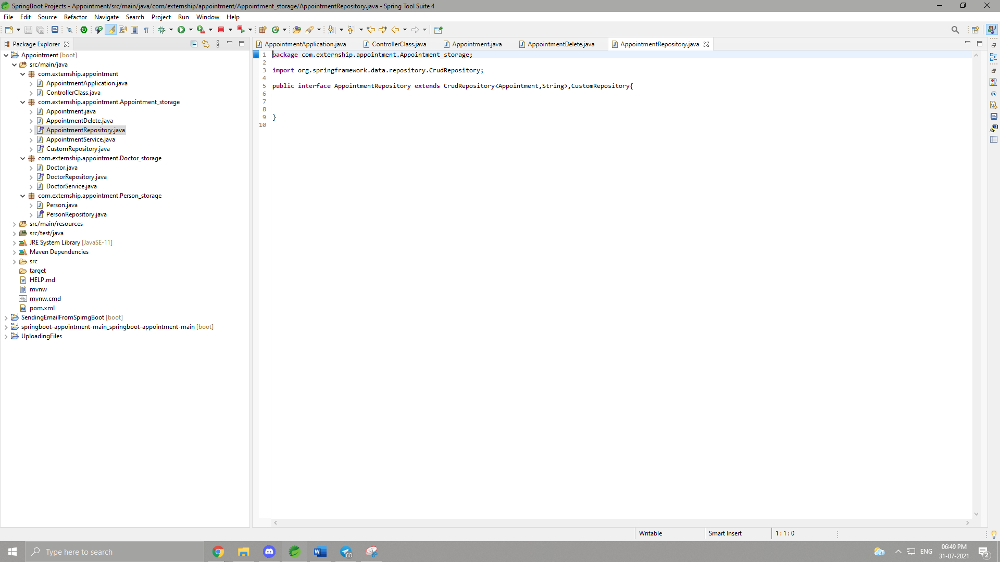 SpringBoot Projects - Appointment/src/main/java/com/externship/appointment/Appointment_storage/AppointmentRepository.java - Spring Tool Suite 4
File Edit Source Refactor Navigate Search Project Run Window Help
Package Explorer
Appointment [boot]
src/main/java
com.externship.appointment
AppointmentApplication.java
ControllerClass.java
com.externship.appointment.Appointment_storage
Appointment.java
AppointmentDelete.java
AppointmentRepository.java
AppointmentService.java
CustomRepository.java
com.externship.appointment.Doctor_storage
Doctor.java
DoctorRepository.java
DoctorService.java
com.externship.appointment.Person_storage
Person.java
PersonRepository.java
src/main/resources
src/test/java
JRE System Library [JavaSE-11]
Maven Dependencies
src
target
HELP.md
mvnw
mvnw.cmd
pom.xml
SendingEmailFromSpirngBoot [boot]
springboot-appointment-main_springboot-appointment-main [boot]
UploadingFiles
AppointmentApplication.java ControllerClass.java Appointment.java AppointmentDelete.java AppointmentRepository.java
1 package com.externship.appointment.Appointment_storage;
2
3 import org.springframework.data.repository.CrudRepository;
4
5 public interface AppointmentRepository extends CrudRepository<Appointment,String>,CustomRepository{
6
7
8
9 }
10
Writable Smart Insert 1 : 1 : 0
Type here to search
60
ENG
06:49 PM
31-07-2021
2